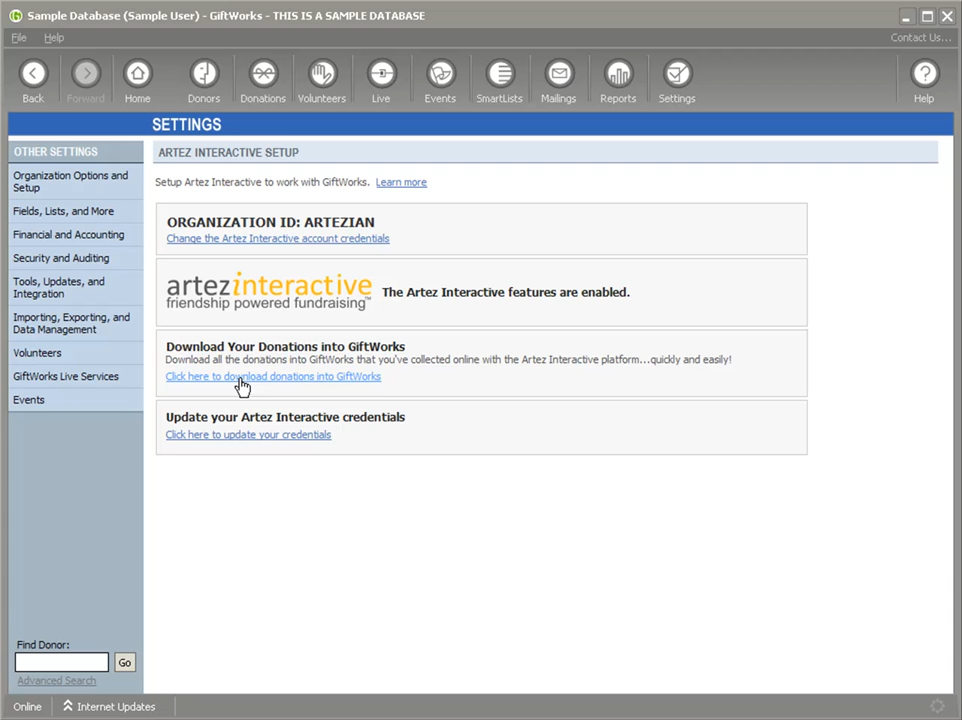 Sample Database (Sample User) - GiftWorks - THIS IS A SAMPLE DATABASE
File Help Contact Us...
Back Forward Home Donors Donations Volunteers Live Events SmartLists Mailings Reports Settings Help
SETTINGS
OTHER SETTINGS
Organization Options and
Setup
Fields, Lists, and More
Financial and Accounting
Security and Auditing
Tools, Updates, and
Integration
Importing, Exporting, and
Data Management
Volunteers
GiftWorks Live Services
Events
Find Donor:
Go
Advanced Search
ARTEZ INTERACTIVE SETUP
Setup Artez Interactive to work with GiftWorks. Learn more
ORGANIZATION ID: ARTEZIAN
Change the Artez Interactive account credentials
artezinteractive
friendship powered fundraising™
The Artez Interactive features are enabled.
Download Your Donations into GiftWorks
Download all the donations into GiftWorks that you've collected online with the Artez Interactive platform...quickly and easily!
Click here to download donations into GiftWorks
Update your Artez Interactive credentials
Click here to update your credentials
Online Internet Updates